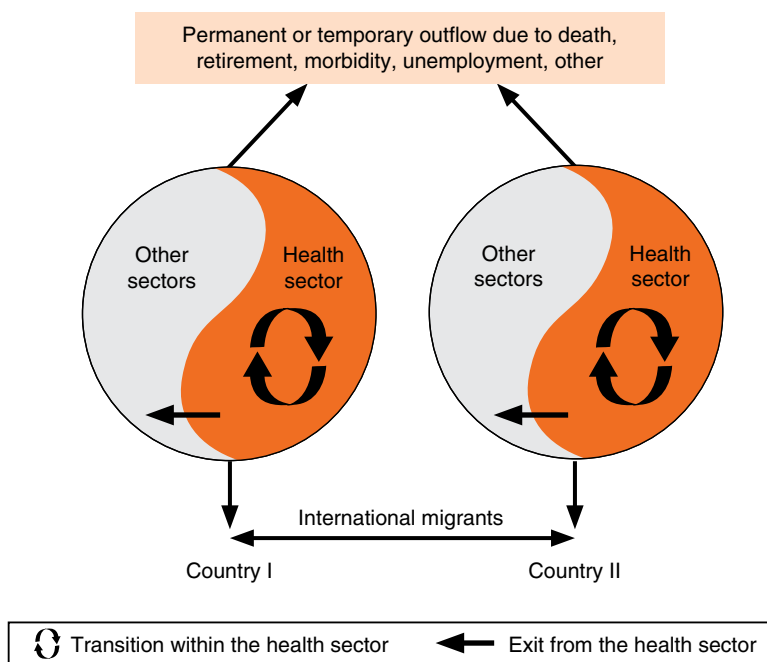 Permanent or temporary outflow due to death,
retirement, morbidity, unemployment, other
Other
sectors
Health
sector
Other
sectors
Health
sector
International migrants
Country I
Country II
Transition within the health sector
Exit from the health sector